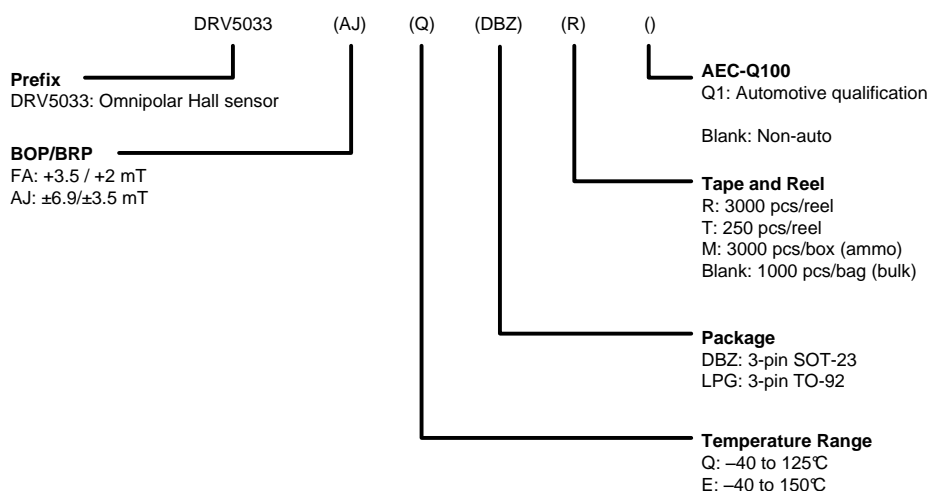 DRV5033 (AJ) (Q) (DBZ) (R) ()
Prefix
DRV5033: Omnipolar Hall sensor
BOP/BRP
FA: +3.5 / +2 mT
AJ: ±6.9/±3.5 mT
AEC-Q100
Q1: Automotive qualification
Blank: Non-auto
Tape and Reel
R: 3000 pcs/reel
T: 250 pcs/reel
M: 3000 pcs/box (ammo)
Blank: 1000 pcs/bag (bulk)
Package
DBZ: 3-pin SOT-23
LPG: 3-pin TO-92
Temperature Range
Q: –40 to 125°C
E: –40 to 150°C